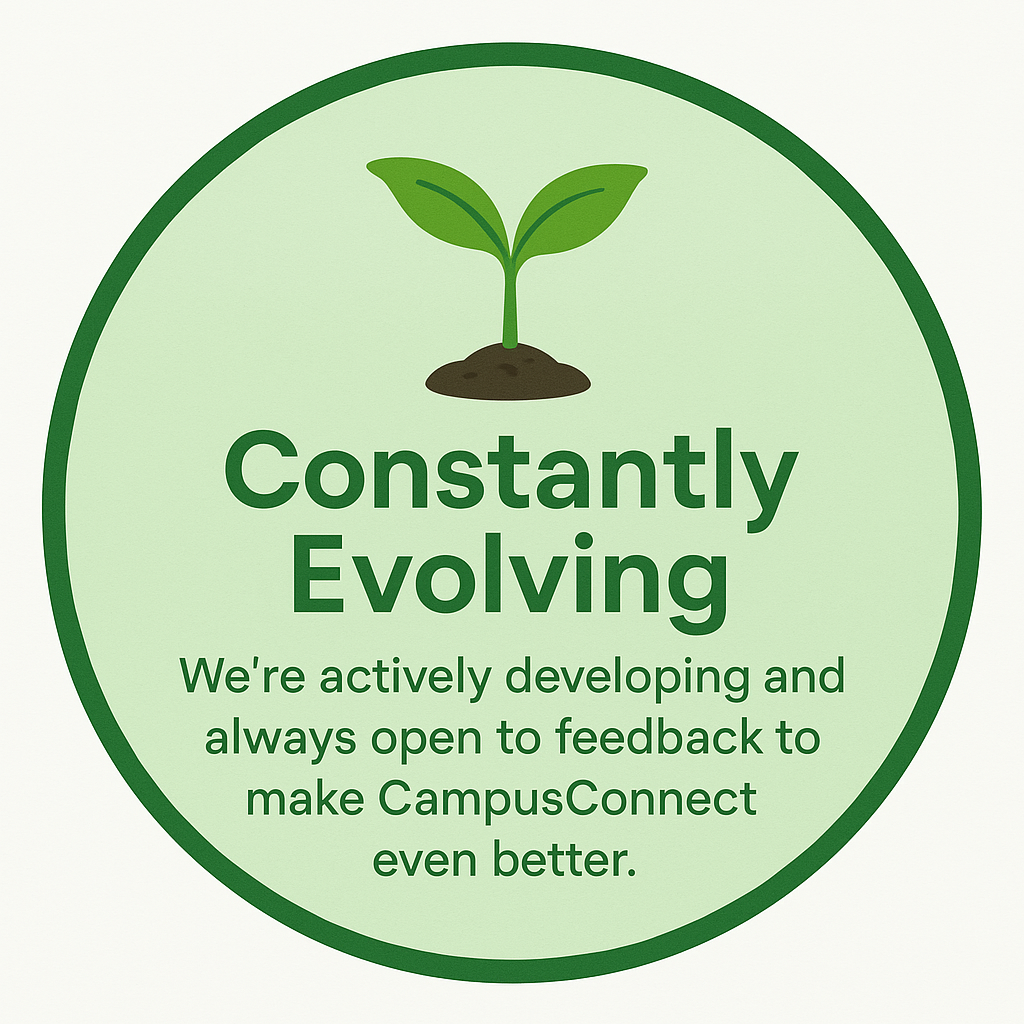 Constantly
Evolving
We're actively developing and
always open to feedback to
make CampusConnect
even better.